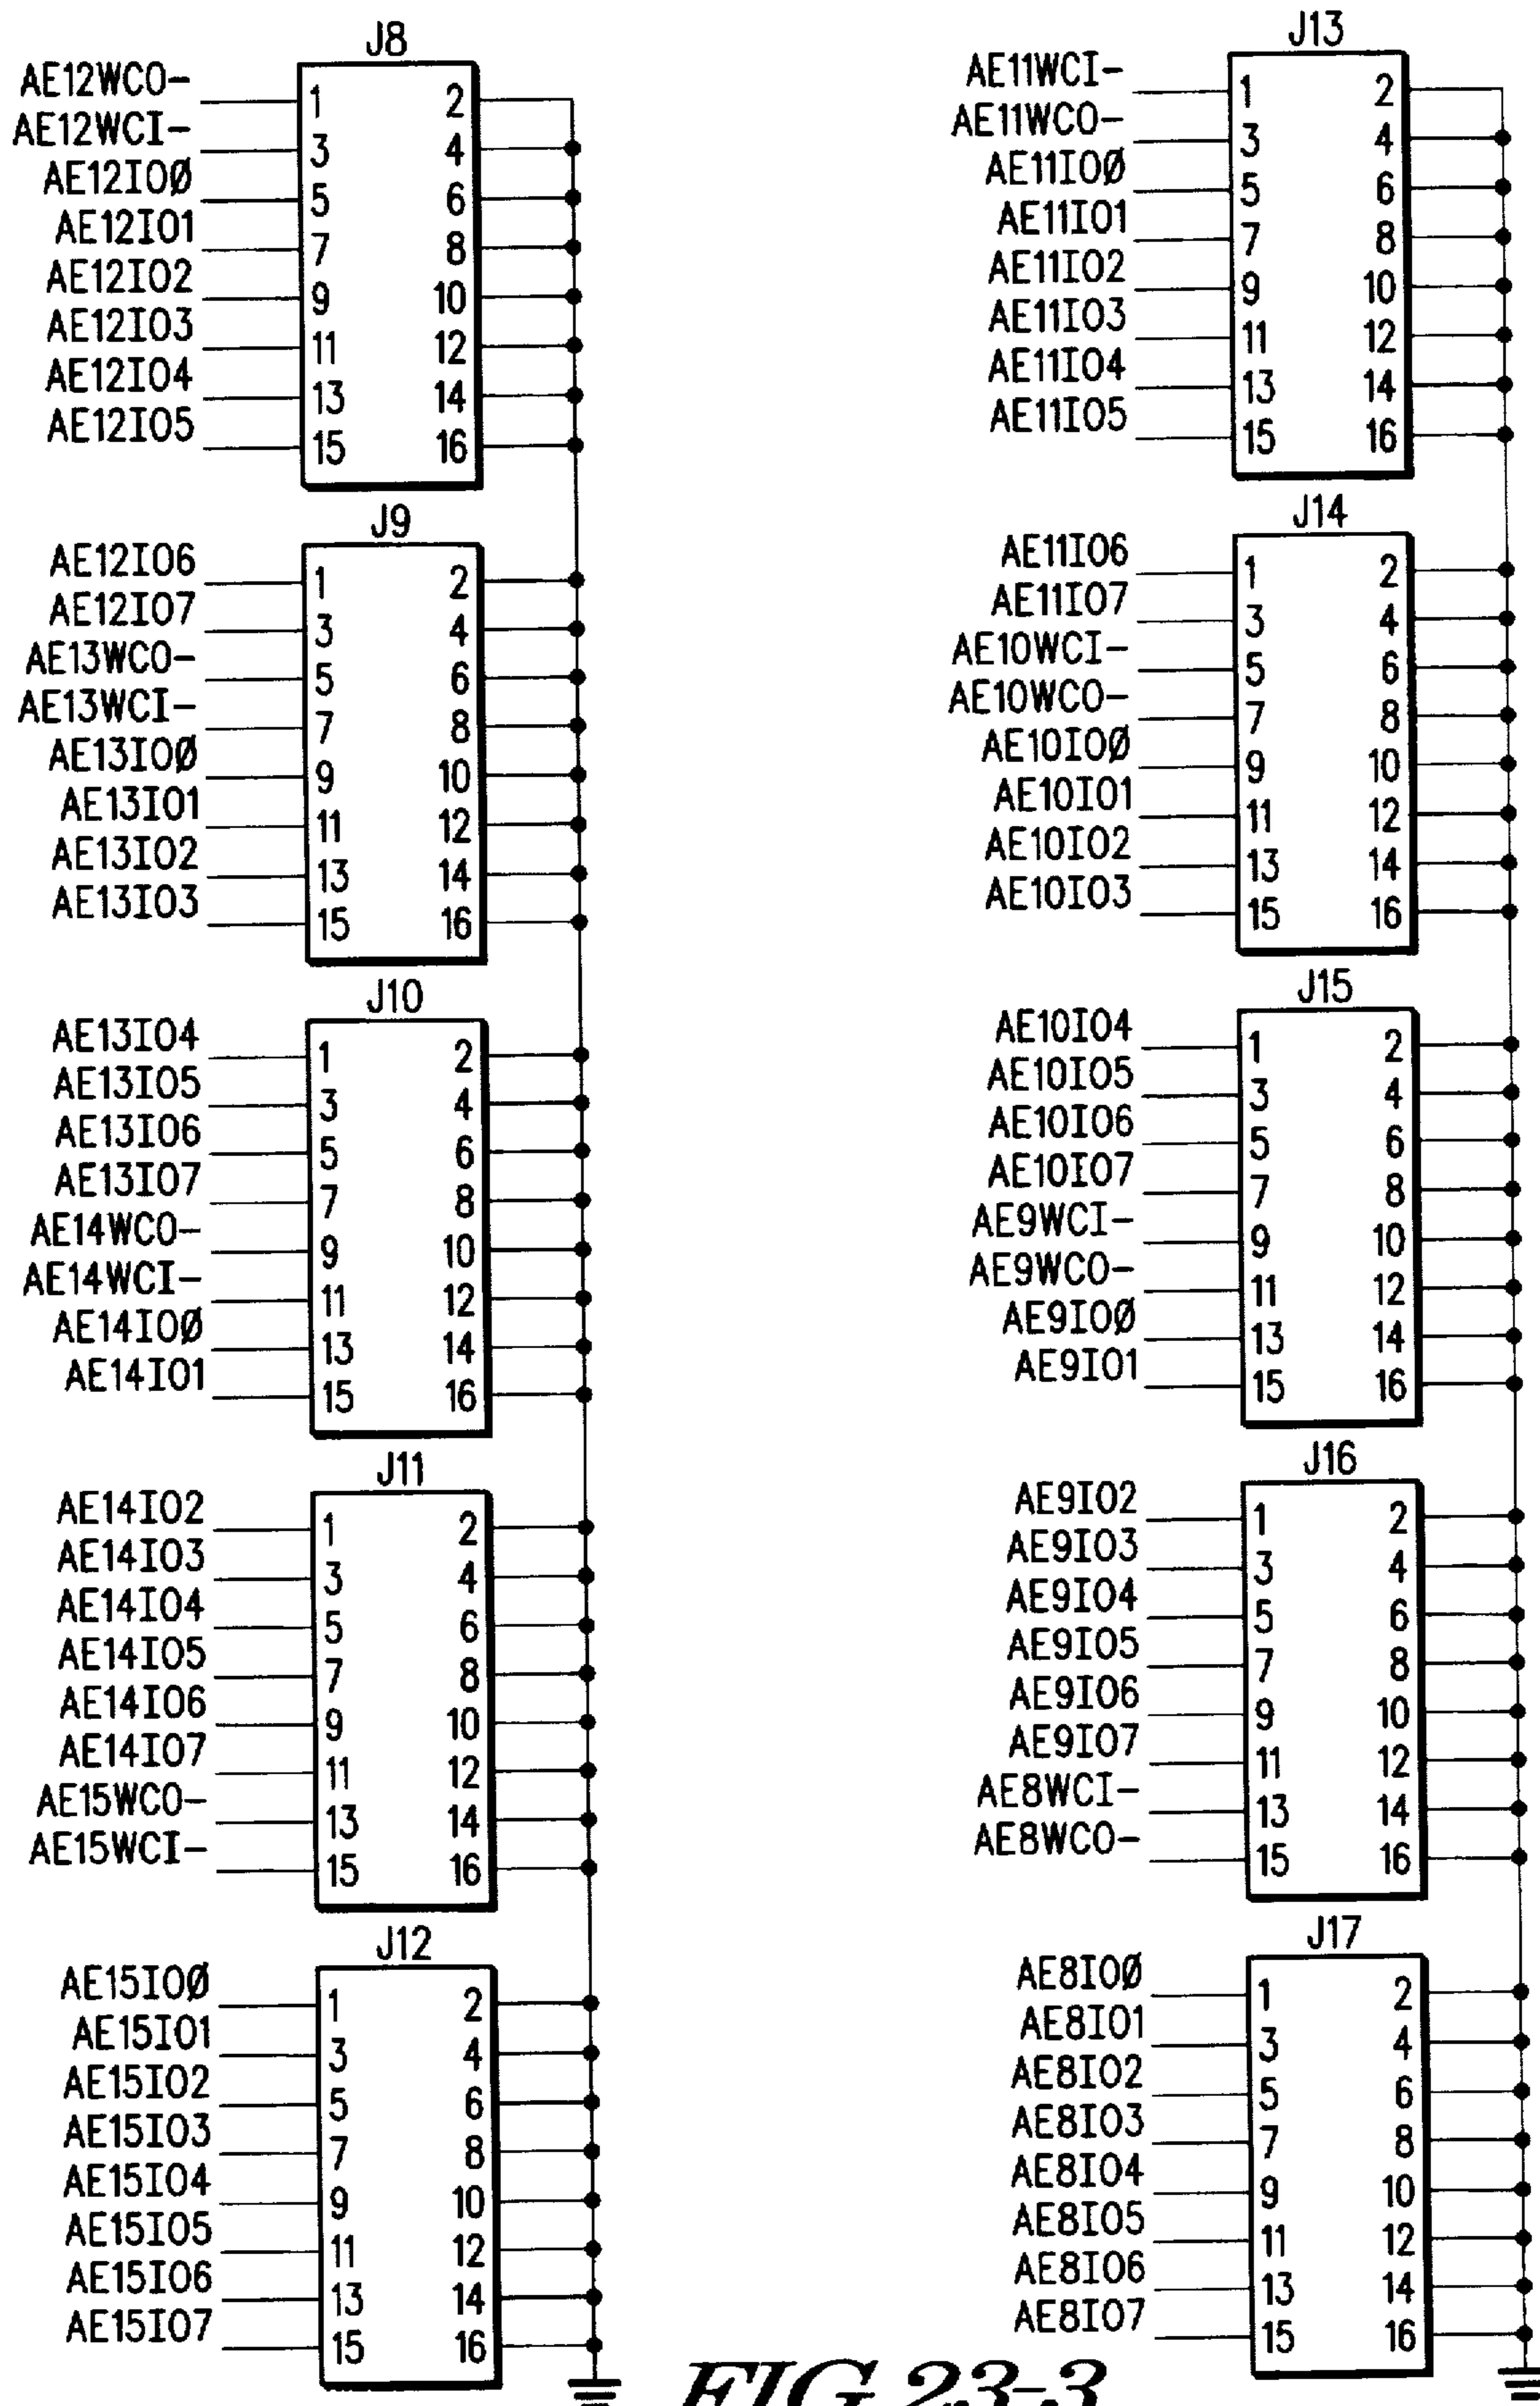 J8
AE12WCO- 1 2
AE12WCI- 3 4
AE12IOØ 5 6
AE12IO1 7 8
AE12IO2 9 10
AE12IO3 11 12
AE12IO4 13 14
AE12IO5 15 16
J9
AE12IO6 1 2
AE12IO7 3 4
AE13WCO- 5 6
AE13WCI- 7 8
AE13IOØ 9 10
AE13IO1 11 12
AE13IO2 13 14
AE13IO3 15 16
J10
AE13IO4 1 2
AE13IO5 3 4
AE13IO6 5 6
AE13IO7 7 8
AE14WCO- 9 10
AE14WCI- 11 12
AE14IOØ 13 14
AE14IO1 15 16
J11
AE14IO2 1 2
AE14IO3 3 4
AE14IO4 5 6
AE14IO5 7 8
AE14IO6 9 10
AE14IO7 11 12
AE15WCO- 13 14
AE15WCI- 15 16
J12
AE15IOØ 1 2
AE15IO1 3 4
AE15IO2 5 6
AE15IO3 7 8
AE15IO4 9 10
AE15IO5 11 12
AE15IO6 13 14
AE15IO7 15 16
J13
AE11WCI- 1 2
AE11WCO- 3 4
AE11IOØ 5 6
AE11IO1 7 8
AE11IO2 9 10
AE11IO3 11 12
AE11IO4 13 14
AE11IO5 15 16
J14
AE11IO6 1 2
AE11IO7 3 4
AE10WCI- 5 6
AE10WCO- 7 8
AE10IOØ 9 10
AE10IO1 11 12
AE10IO2 13 14
AE10IO3 15 16
J15
AE10IO4 1 2
AE10IO5 3 4
AE10IO6 5 6
AE10IO7 7 8
AE9WCI- 9 10
AE9WCO- 11 12
AE9IOØ 13 14
AE9IO1 15 16
J16
AE9IO2 1 2
AE9IO3 3 4
AE9IO4 5 6
AE9IO5 7 8
AE9IO6 9 10
AE9IO7 11 12
AE8WCI- 13 14
AE8WCO- 15 16
J17
AE8IOØ 1 2
AE8IO1 3 4
AE8IO2 5 6
AE8IO3 7 8
AE8IO4 9 10
AE8IO5 11 12
AE8IO6 13 14
AE8IO7 15 16
FIG.23-3